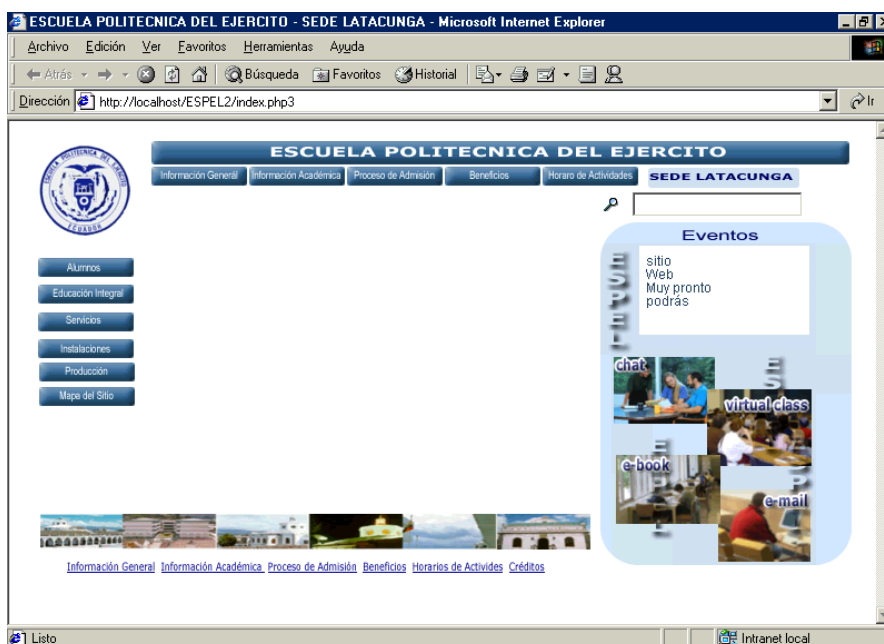 ESCUELA POLITECNICA DEL EJERCITO - SEDE LATACUNGA - Microsoft Internet Explorer
Archivo Edición Ver Favoritos Herramientas Ayuda
Atrás Búsqueda Favoritos Historial
Dirección http://localhost/ESPEL2/index.php3 Ir
ESCUELA POLITECNICA DEL EJERCITO
Información General Información Académica Proceso de Admisión Beneficios Horaro de Actividades SEDE LATACUNGA
ECUADOR
Alumnos
Educación Integral
Servicios
Instalaciones
Producción
Mapa del Sitio
Eventos
ESPEL
sitio
Web
Muy pronto
podrás
chat
virtual class
e-book
e-mail
Información General Información Académica Proceso de Admisión Beneficios Horarios de Activides Créditos
Listo Intranet local